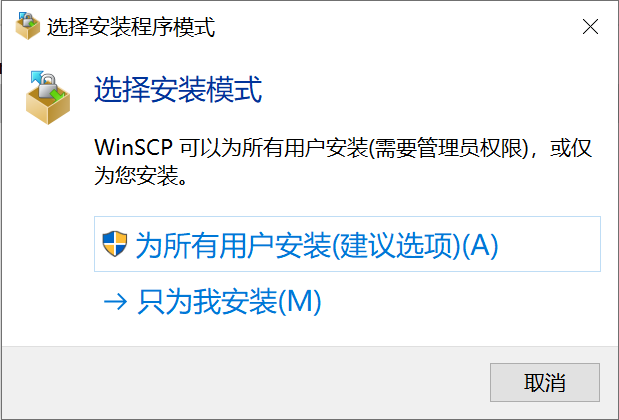 选择安装程序模式
选择安装模式
WinSCP 可以为所有用户安装(需要管理员权限)，或仅
为您安装。
为所有用户安装(建议选项)(A)
只为我安装(M)
取消